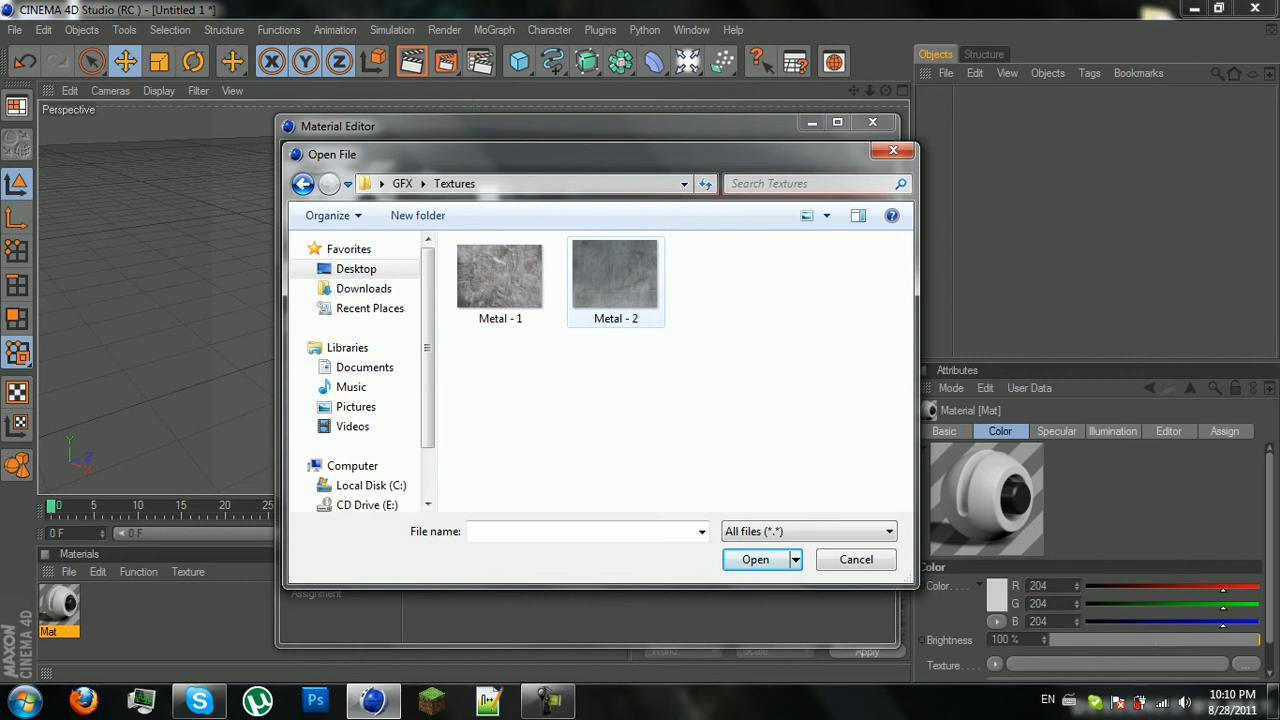 CINEMA 4D Studio (RC ) - [Untitled 1 *]
File Edit Objects Tools Selection Structure Functions Animation Render MoGraph Character Plugins Python Window Help
Objects Structure
File Edit View Objects Tags Bookmarks
Edit Cameras Display Filter View
Perspective
Material Editor
Open File
GFX Textures
Search Textures
Organize New folder
Favorites
Desktop
Downloads
Recent Places
Libraries
Documents
Music
Pictures
Videos
Computer
Local Disk (C:)
CD Drive (E:)
Metal - 1
Metal - 2
File name:
All files (*.*)
Open Cancel
Assignment
Attributes
Mode Edit User Data
Material [Mat]
Basic Color Specular Illumination Editor Assign
Color
Color. . . . R 204
G 204
B 204
Brightness 100 %
Texture. . . . ...
Y
Z
X
0 5 10 15 20 25
0 F 0 F
Materials
File Edit Function Texture
Mat
World Scale Apply
MAXON
CINEMA 4D
Ps
EN
10:10 PM
8/28/2011